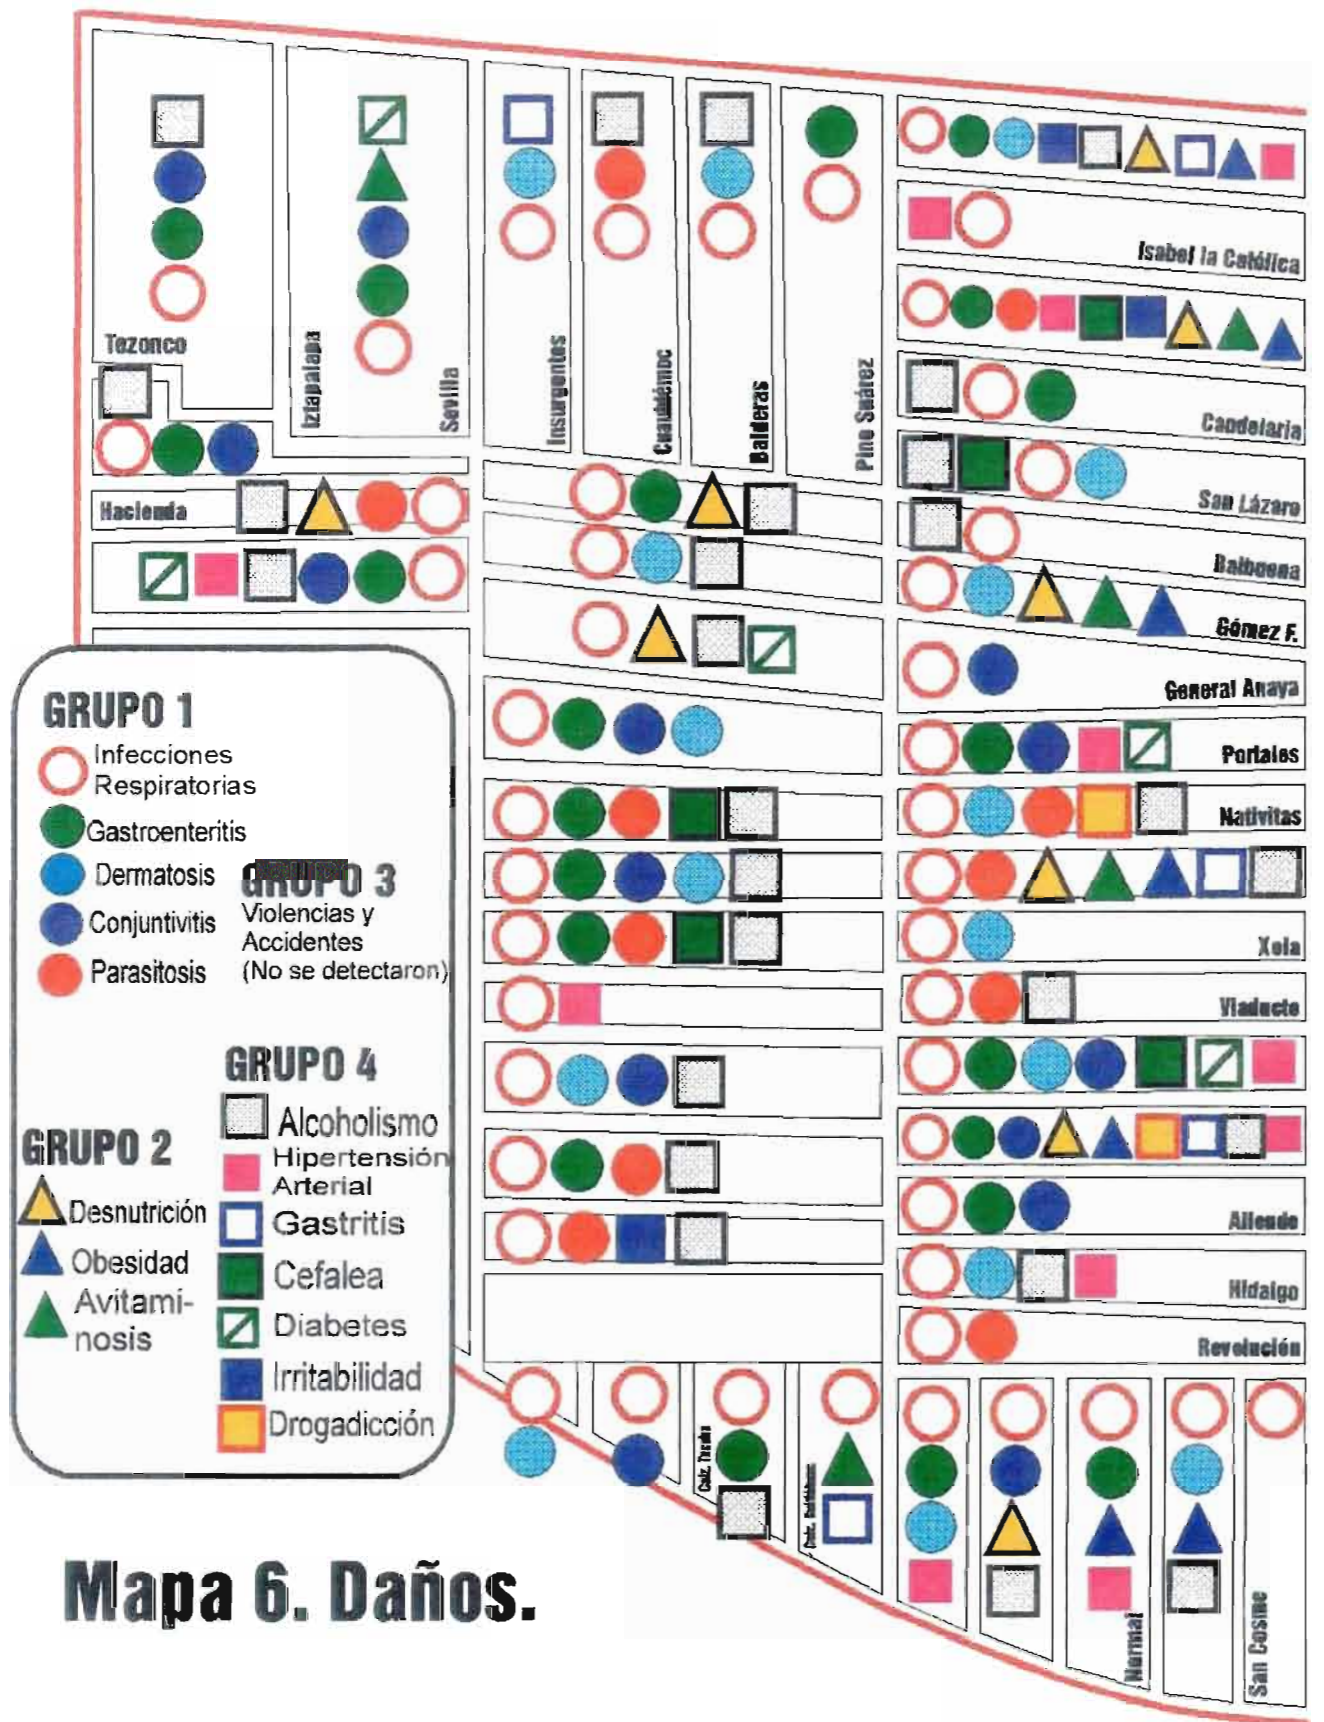 Isabel la Católica
Tezonco
Iztapalapa
Sevilla
Insurgentes
Cuauhtémoc
Balderas
Pino Suárez
Candelaria
San Lázaro
Balbuena
Gómez F.
General Anaya
Portales
Nativitas
Xola
Viaducto
Allende
Hidalgo
Revolución
Hacienda
GRUPO 1
Infecciones
Respiratorias
Gastroenteritis
Dermatosis
Conjuntivitis
Parasitosis
GRUPO 3
Violencias y
Accidentes
(No se detectaron)
GRUPO 2
Desnutrición
Obesidad
Avitami-
nosis
GRUPO 4
Alcoholismo
Hipertensión
Arterial
Gastritis
Cefalea
Diabetes
Irritabilidad
Drogadicción
Calz.
Calz.
Normal
San Cosme
Mapa 6. Daños.